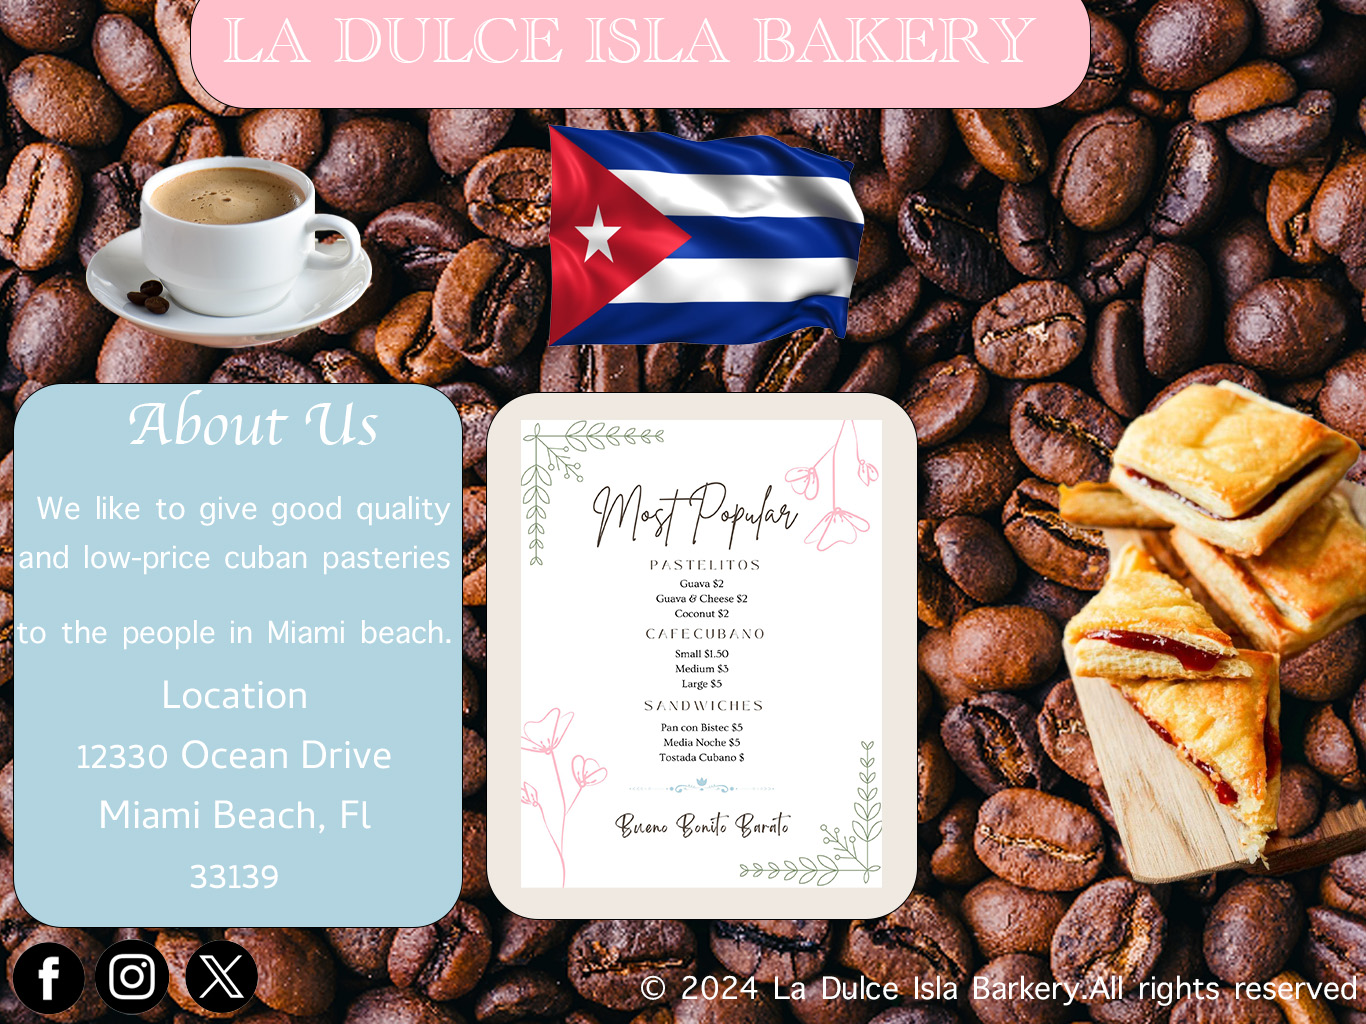 LA DULCE ISLA BAKERY
About Us
We like to give good quality
and low-price cuban pasteries
to the people in Miami beach.
Location
12330 Ocean Drive
Miami Beach, Fl
33139
Most Popular
PASTELITOS
Guava $2
Guava & Cheese $2
Coconut $2
CAFECUBANO
Small $1.50
Medium $3
Large $5
SANDWICHES
Pan con Bistec $5
Media Noche $5
Tostada Cubano $
Bueno Bonito Barato
© 2024 La Dulce Isla Barkery.All rights reserved